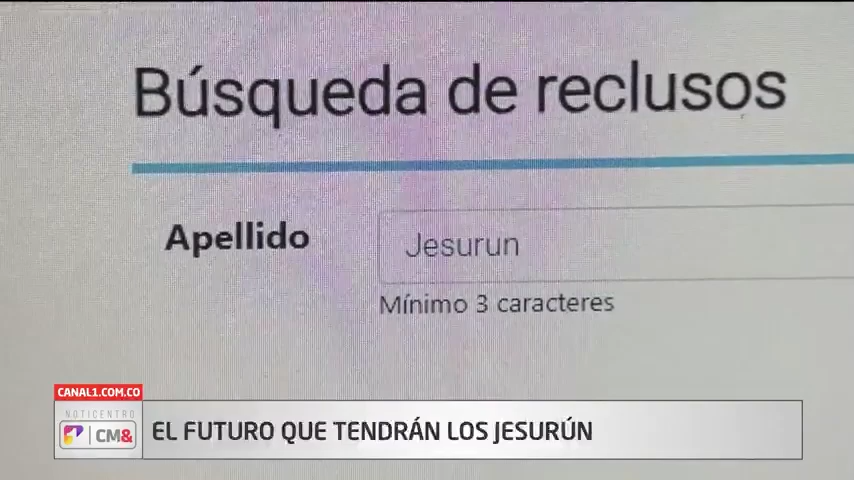 Búsqueda de reclusos
Apellido
Jesurun
Mínimo 3 caracteres
CANAL1.COM.CO
NOTICENTRO
1 CM&
EL FUTURO QUE TENDRÁN LOS JESURÚN